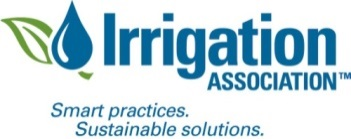 Irrigation
ASSOCIATION™
Smart practices.
Sustainable solutions.